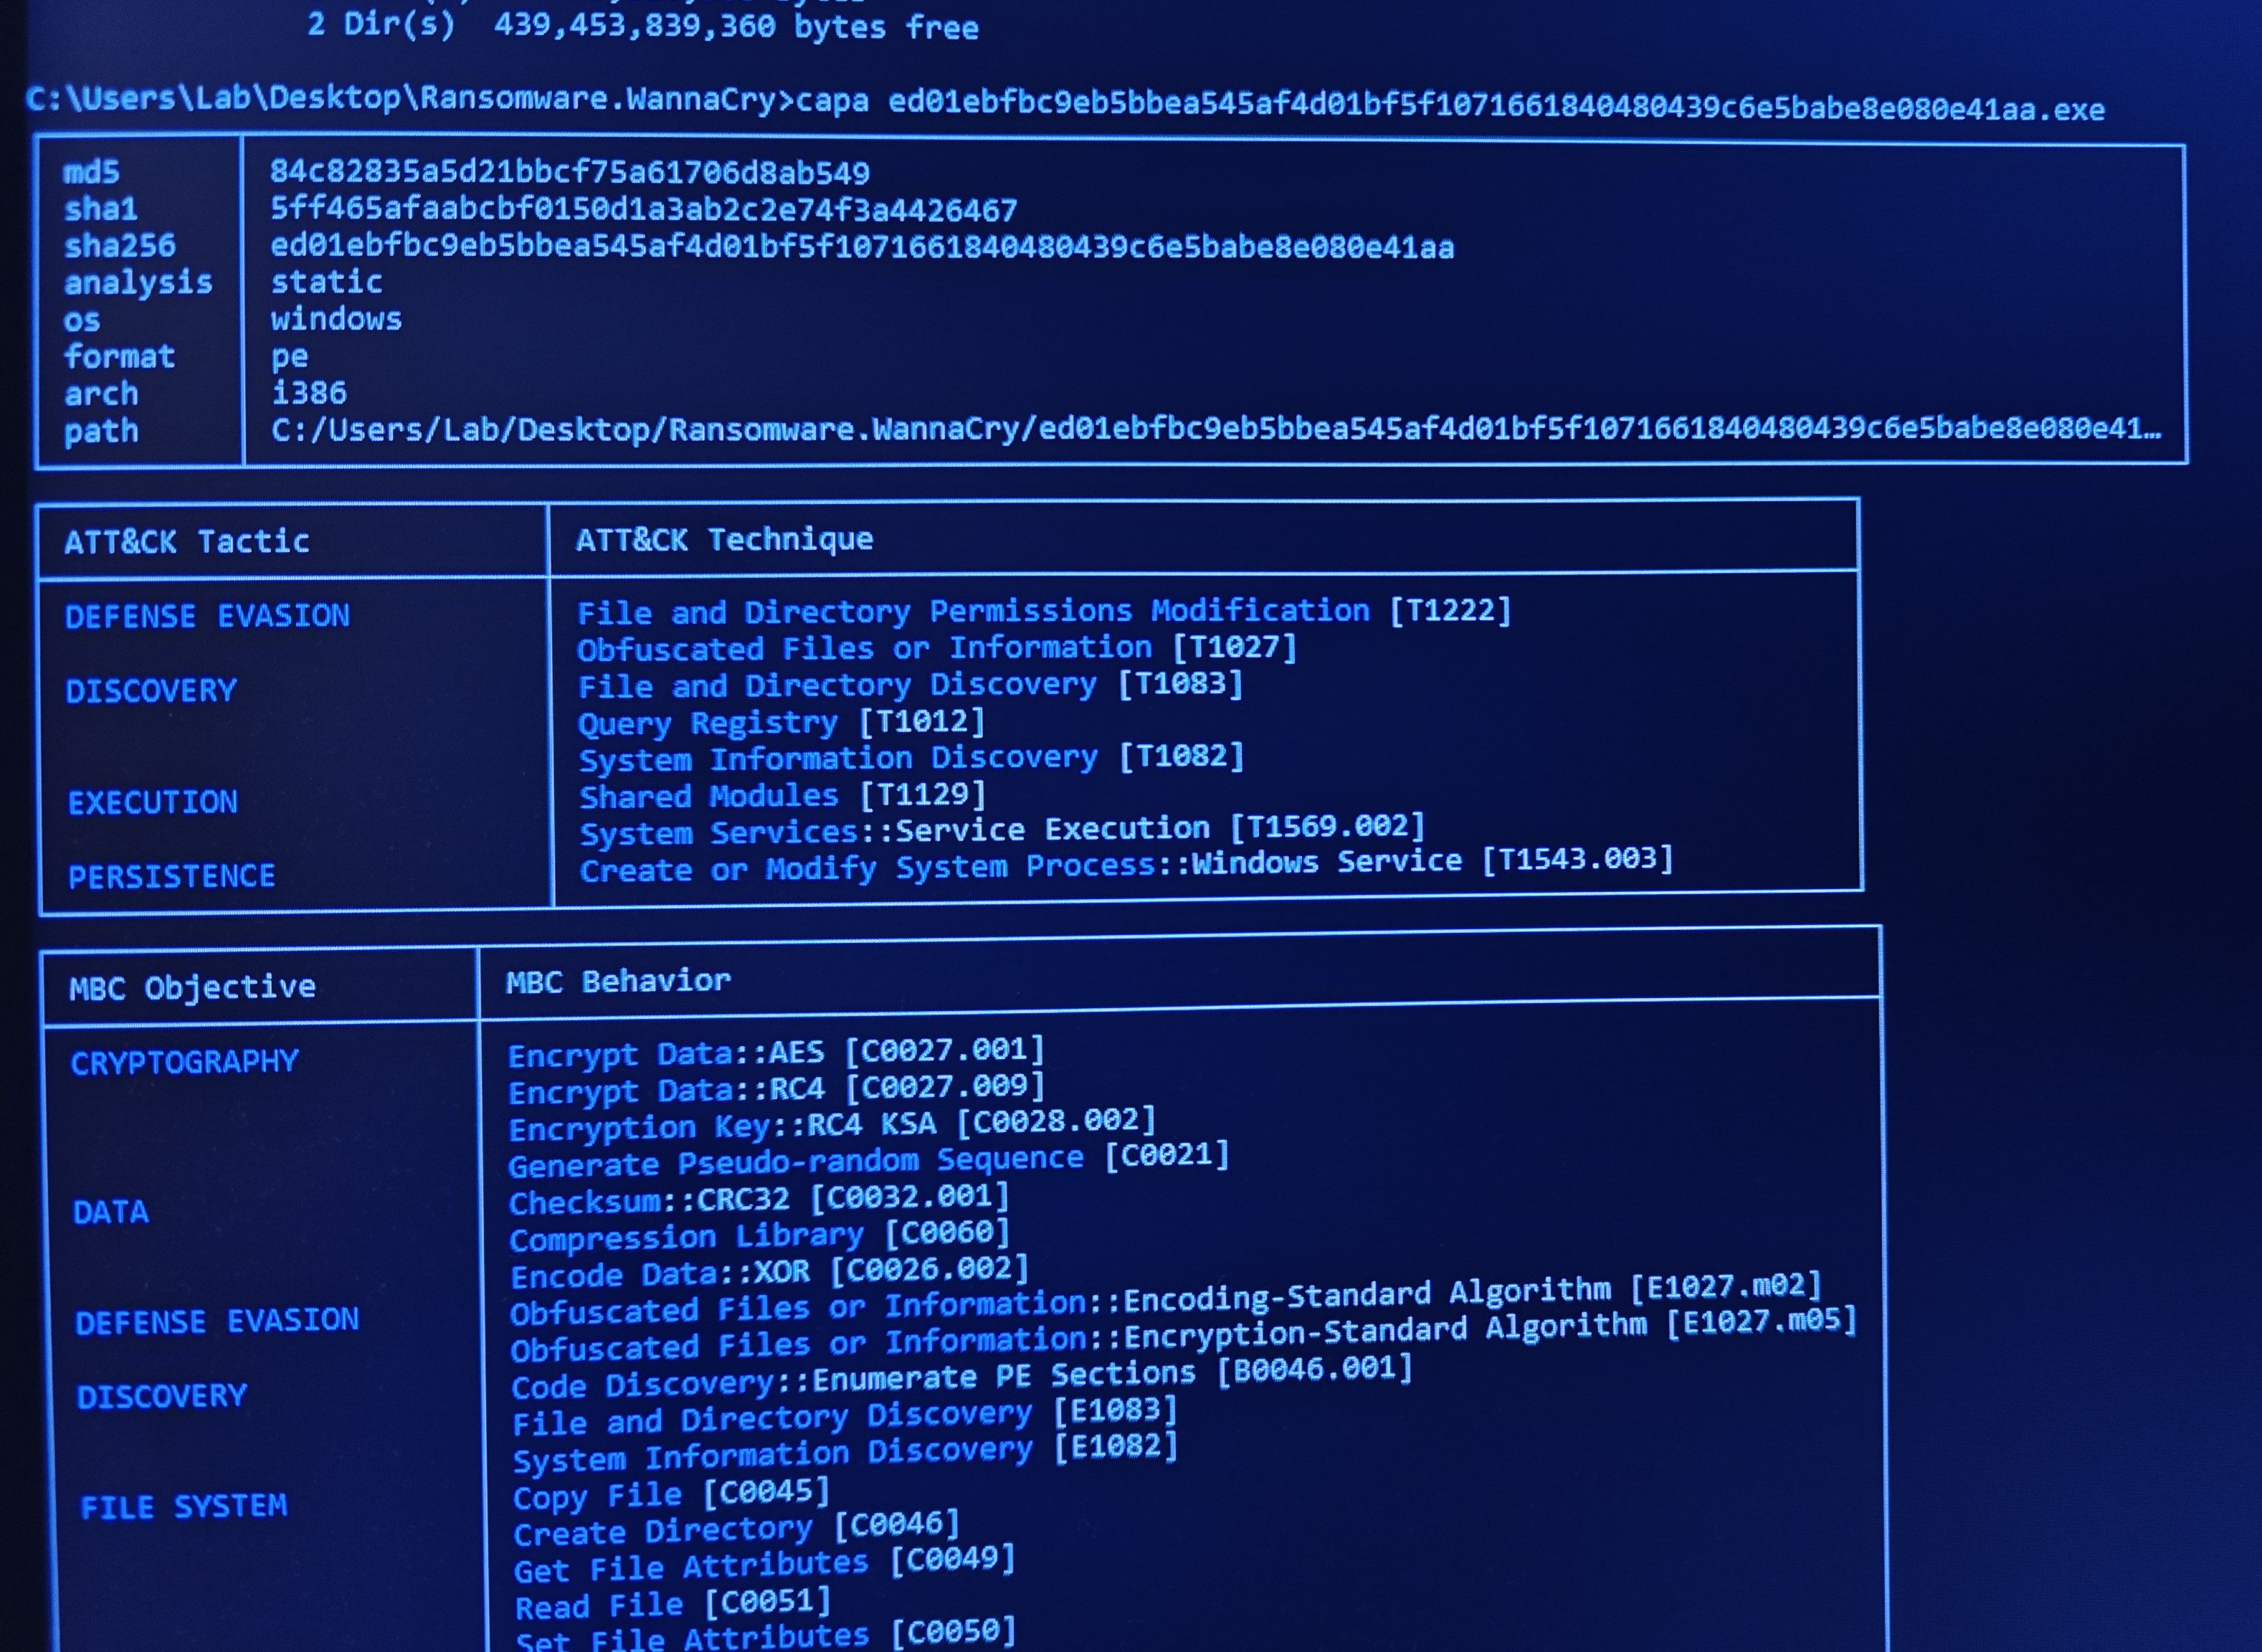 2 Dir(s)  439,453,839,360 bytes free
C:\Users\Lab\Desktop\Ransomware.WannaCry>capa ed01ebfbc9eb5bbea545af4d01bf5f1071661840480439c6e5babe8e080e41aa.exe
md5 84c82835a5d21bbcf75a61706d8ab549
sha1 5ff465afaabcbf0150d1a3ab2c2e74f3a4426467
sha256 ed01ebfbc9eb5bbea545af4d01bf5f1071661840480439c6e5babe8e080e41aa
analysis static
os windows
format pe
arch i386
path C:/Users/Lab/Desktop/Ransomware.WannaCry/ed01ebfbc9eb5bbea545af4d01bf5f1071661840480439c6e5babe8e080e41…
ATT&CK Tactic ATT&CK Technique
DEFENSE EVASION File and Directory Permissions Modification [T1222]
Obfuscated Files or Information [T1027]
DISCOVERY File and Directory Discovery [T1083]
Query Registry [T1012]
System Information Discovery [T1082]
EXECUTION Shared Modules [T1129]
System Services::Service Execution [T1569.002]
PERSISTENCE Create or Modify System Process::Windows Service [T1543.003]
MBC Objective MBC Behavior
CRYPTOGRAPHY Encrypt Data::AES [C0027.001]
Encrypt Data::RC4 [C0027.009]
Encryption Key::RC4 KSA [C0028.002]
Generate Pseudo-random Sequence [C0021]
DATA Checksum::CRC32 [C0032.001]
Compression Library [C0060]
Encode Data::XOR [C0026.002]
DEFENSE EVASION Obfuscated Files or Information::Encoding-Standard Algorithm [E1027.m02]
Obfuscated Files or Information::Encryption-Standard Algorithm [E1027.m05]
DISCOVERY Code Discovery::Enumerate PE Sections [B0046.001]
File and Directory Discovery [E1083]
System Information Discovery [E1082]
FILE SYSTEM Copy File [C0045]
Create Directory [C0046]
Get File Attributes [C0049]
Read File [C0051]
Set File Attributes [C0050]